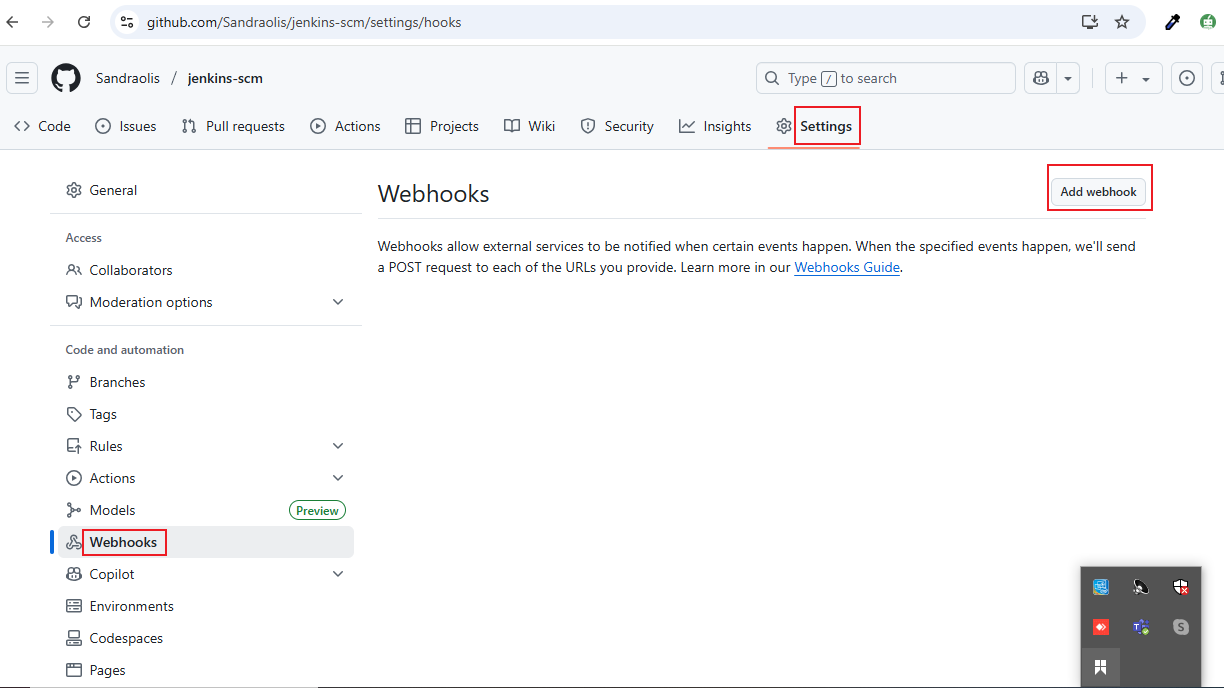 github.com/Sandraolis/jenkins-scm/settings/hooks
Sandraolis / jenkins-scm
Type / to search
Code Issues Pull requests Actions Projects Wiki Security Insights Settings
General
Access
Collaborators
Moderation options
Code and automation
Branches
Tags
Rules
Actions
Models Preview
Webhooks
Copilot
Environments
Codespaces
Pages
Webhooks
Add webhook
Webhooks allow external services to be notified when certain events happen. When the specified events happen, we'll send
a POST request to each of the URLs you provide. Learn more in our Webhooks Guide.